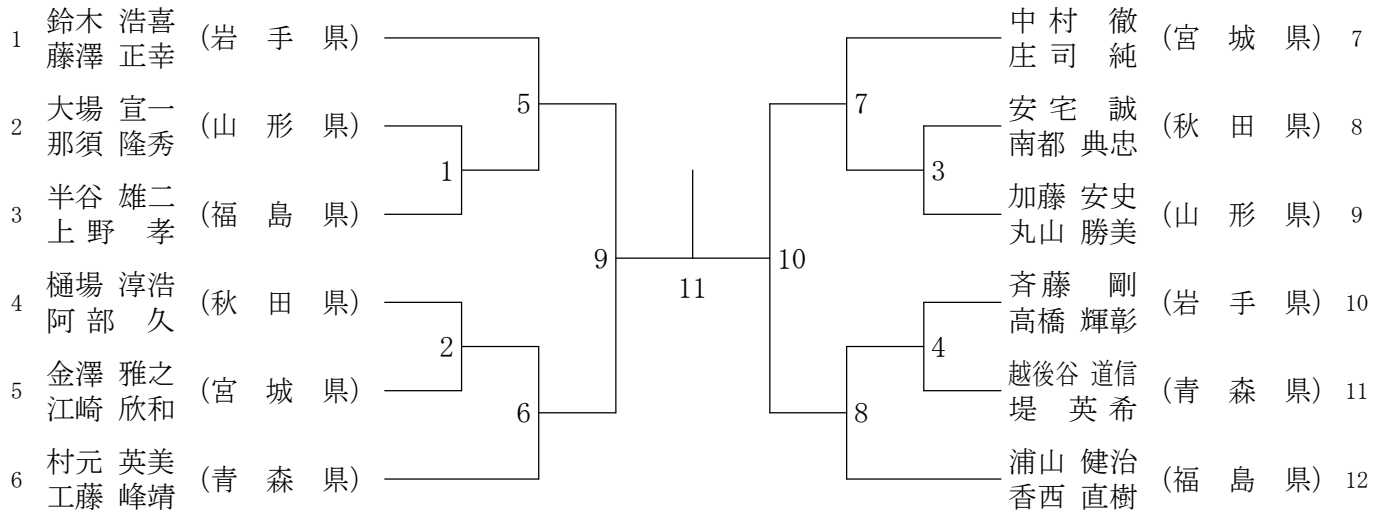 1 鈴木 浩喜 (岩 手 県)
藤澤 正幸
2 大場 宣一 (山 形 県)
那須 隆秀
3 半谷 雄二 (福 島 県)
上 野 孝
4 樋場 淳浩 (秋 田 県)
阿 部 久
5 金澤 雅之 (宮 城 県)
江崎 欣和
6 村元 英美 (青 森 県)
工藤 峰靖
5
1
2
6
9
11
10
7
3
4
8
中 村 徹 (宮 城 県) 7
庄 司 純
安 宅 誠 (秋 田 県) 8
南都 典忠
加藤 安史 (山 形 県) 9
丸山 勝美
斉 藤 剛 (岩 手 県) 10
高橋 輝彰
越後谷 道信 (青 森 県) 11
堤 英 希
浦山 健治 (福 島 県) 12
香西 直樹